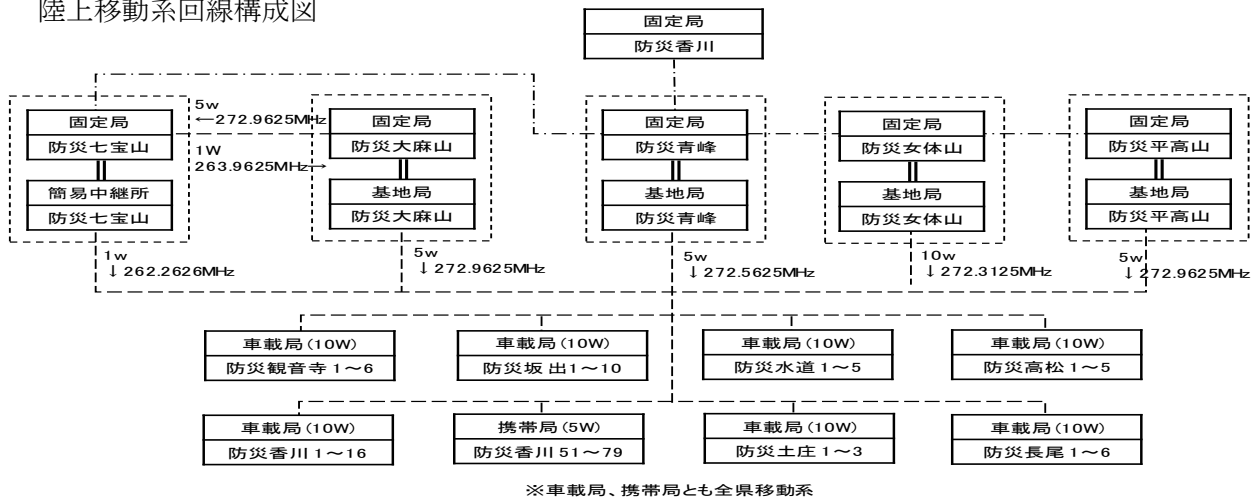 陸上移動系回線構成図
固定局
防災香川
固定局
防災七宝山
簡易中継所
防災七宝山
5w
←272.9625MHz
1W
263.9625MHz→
固定局
防災大麻山
基地局
防災大麻山
固定局
防災青峰
基地局
防災青峰
固定局
防災女体山
基地局
防災女体山
固定局
防災平高山
基地局
防災平高山
1w
↓262.2626MHz
5w
↓272.9625MHz
5w
↓272.5625MHz
10w
↓272.3125MHz
5w
↓272.9625MHz
車載局(10W)
防災観音寺1～6
車載局(10W)
防災坂出1～10
車載局(10W)
防災水道1～5
車載局(10W)
防災高松1～5
車載局(10W)
防災香川1～16
携帯局(5W)
防災香川51～79
車載局(10W)
防災土庄1～3
車載局(10W)
防災長尾1～6
※車載局、携帯局とも全県移動系